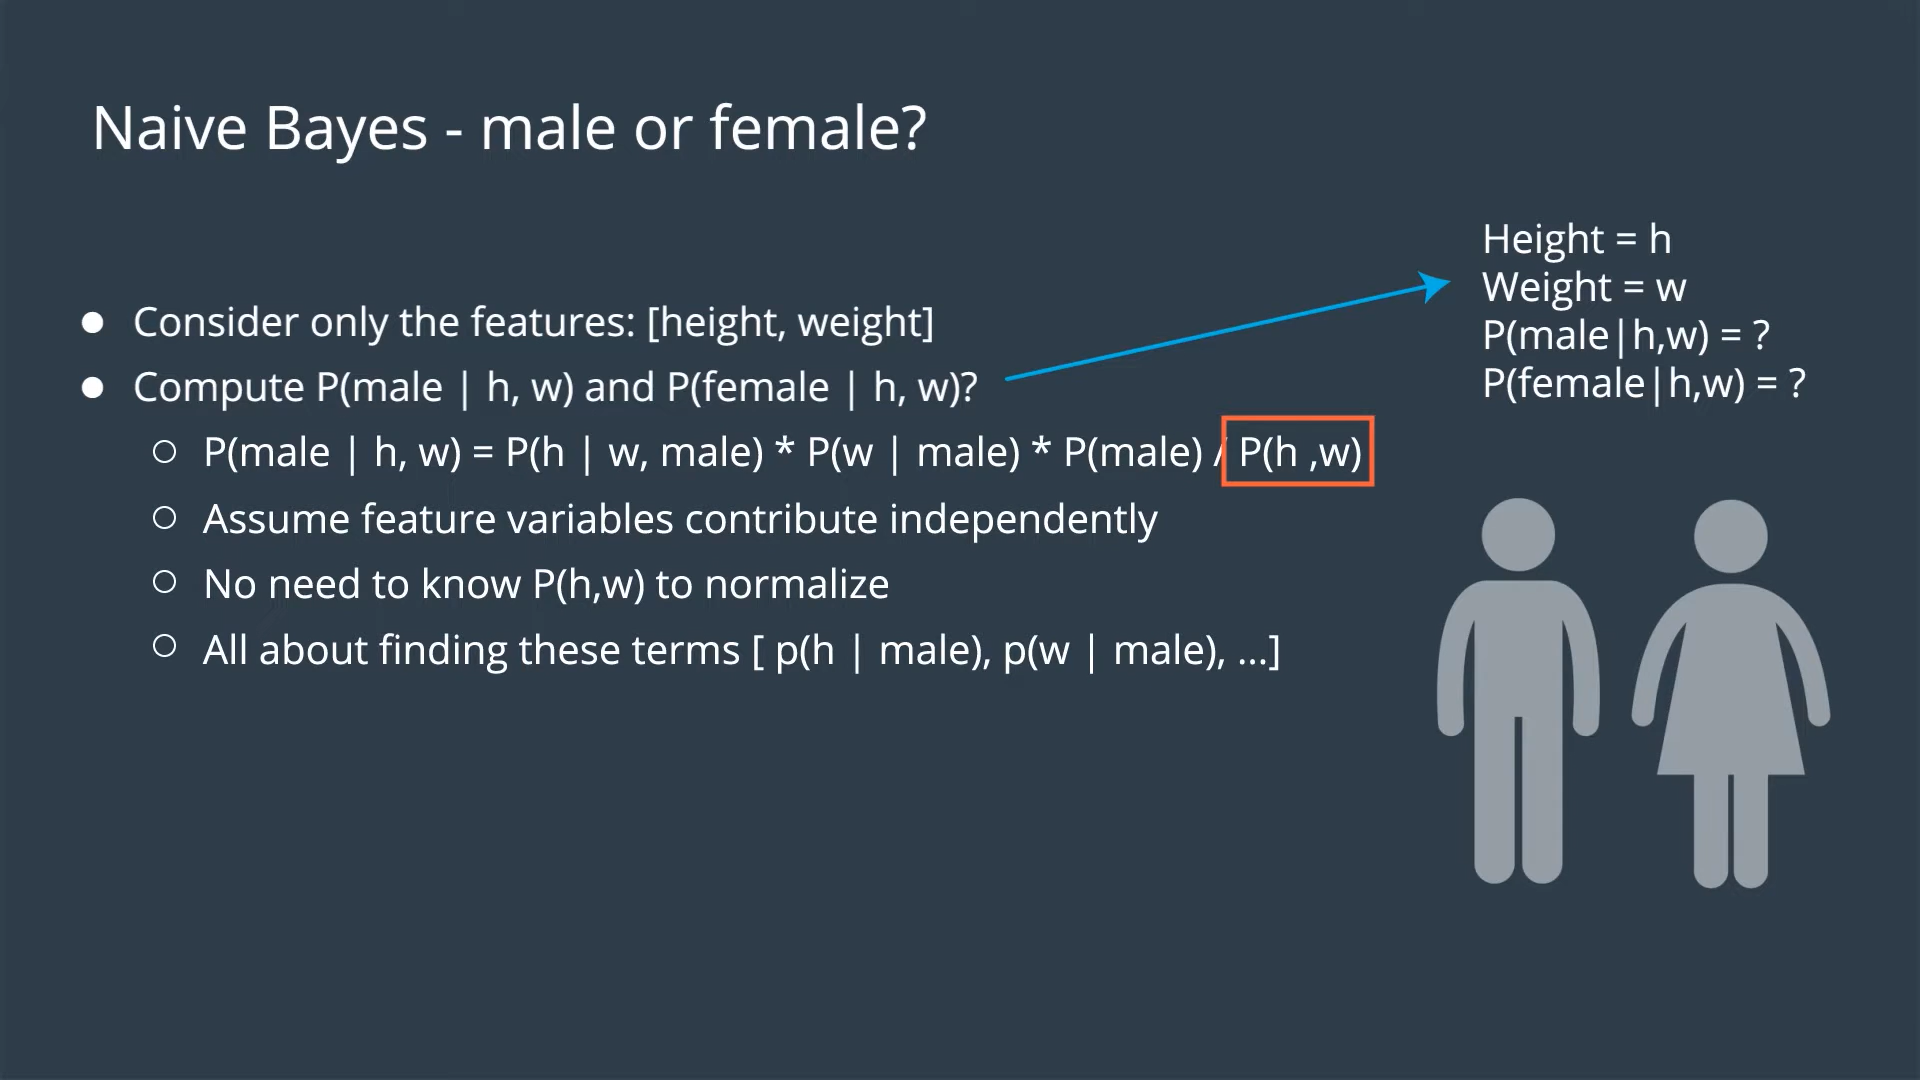 Naive Bayes - male or female?
Height = h
Weight = w
P(male|h,w) = ?
P(female|h,w) = ?
Consider only the features: [height, weight]
Compute P(male | h, w) and P(female | h, w)?
P(male | h, w) = P(h | w, male) * P(w | male) * P(male) / P(h ,w)
Assume feature variables contribute independently
No need to know P(h,w) to normalize
All about finding these terms [ p(h | male), p(w | male), ...]